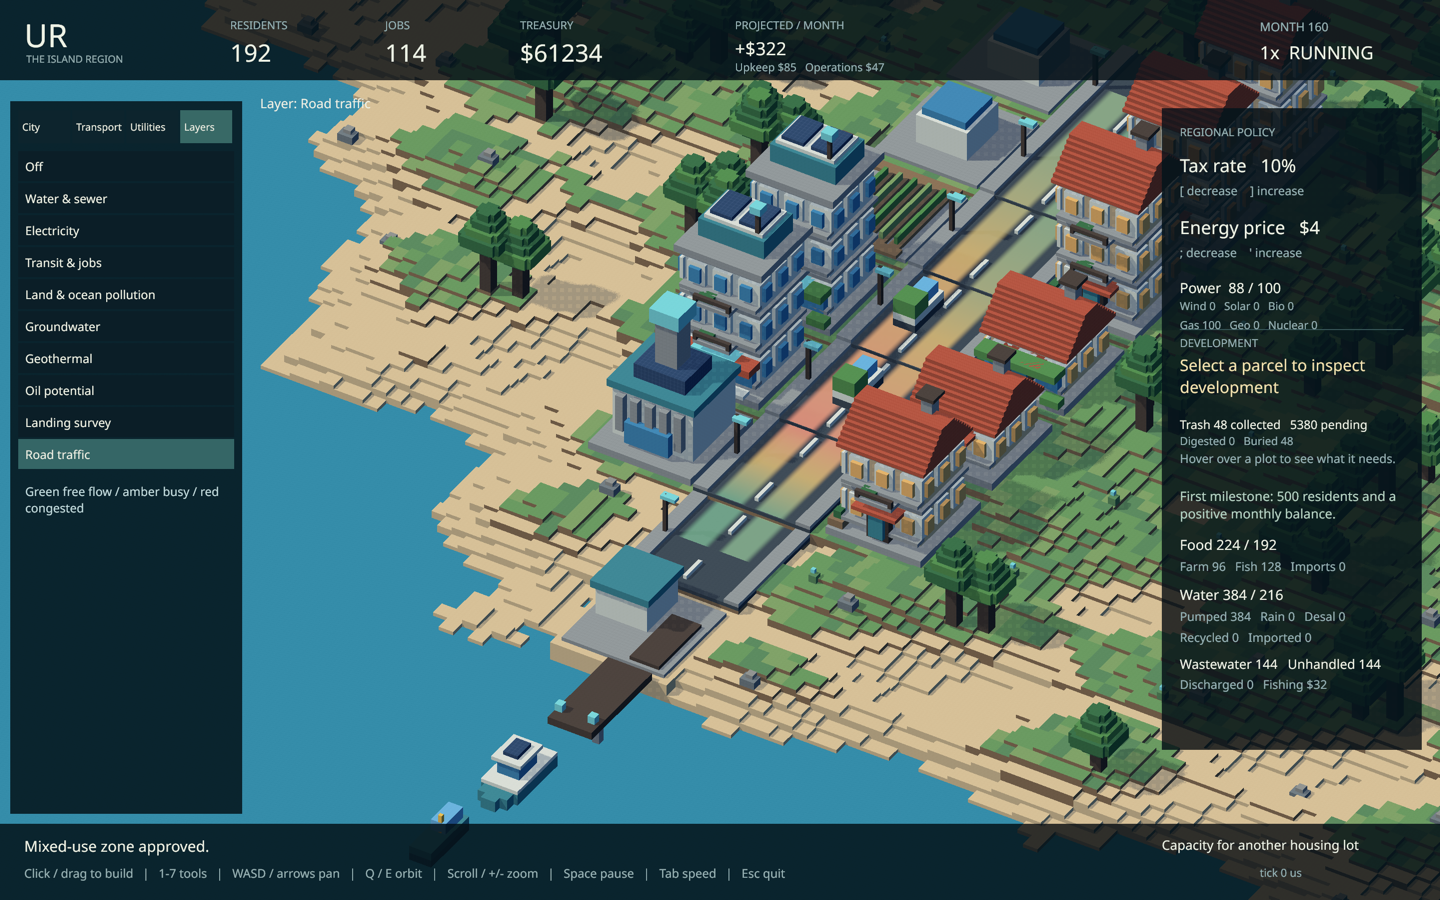 UR
THE ISLAND REGION
RESIDENTS
192
JOBS
114
TREASURY
$61234
PROJECTED / MONTH
+$322
Upkeep $85 Operations $47
MONTH 160
1x RUNNING
City Transport Utilities Layers
Off
Water & sewer
Electricity
Transit & jobs
Land & ocean pollution
Groundwater
Geothermal
Oil potential
Landing survey
Road traffic
Green free flow / amber busy / red
congested
Layer: Road traffic
REGIONAL POLICY
Tax rate 10%
[ decrease ] increase
Energy price $4
; decrease ' increase
Power 88 / 100
Wind 0 Solar 0 Bio 0
Gas 100 Geo 0 Nuclear 0
DEVELOPMENT
Select a parcel to inspect
development
Trash 48 collected 5380 pending
Digested 0 Buried 48
Hover over a plot to see what it needs.
First milestone: 500 residents and a
positive monthly balance.
Food 224 / 192
Farm 96 Fish 128 Imports 0
Water 384 / 216
Pumped 384 Rain 0 Desal 0
Recycled 0 Imported 0
Wastewater 144 Unhandled 144
Discharged 0 Fishing $32
Mixed-use zone approved.
Click / drag to build | 1-7 tools | WASD / arrows pan | Q / E orbit | Scroll / +/- zoom | Space pause | Tab speed | Esc quit
Capacity for another housing lot
tick 0 us